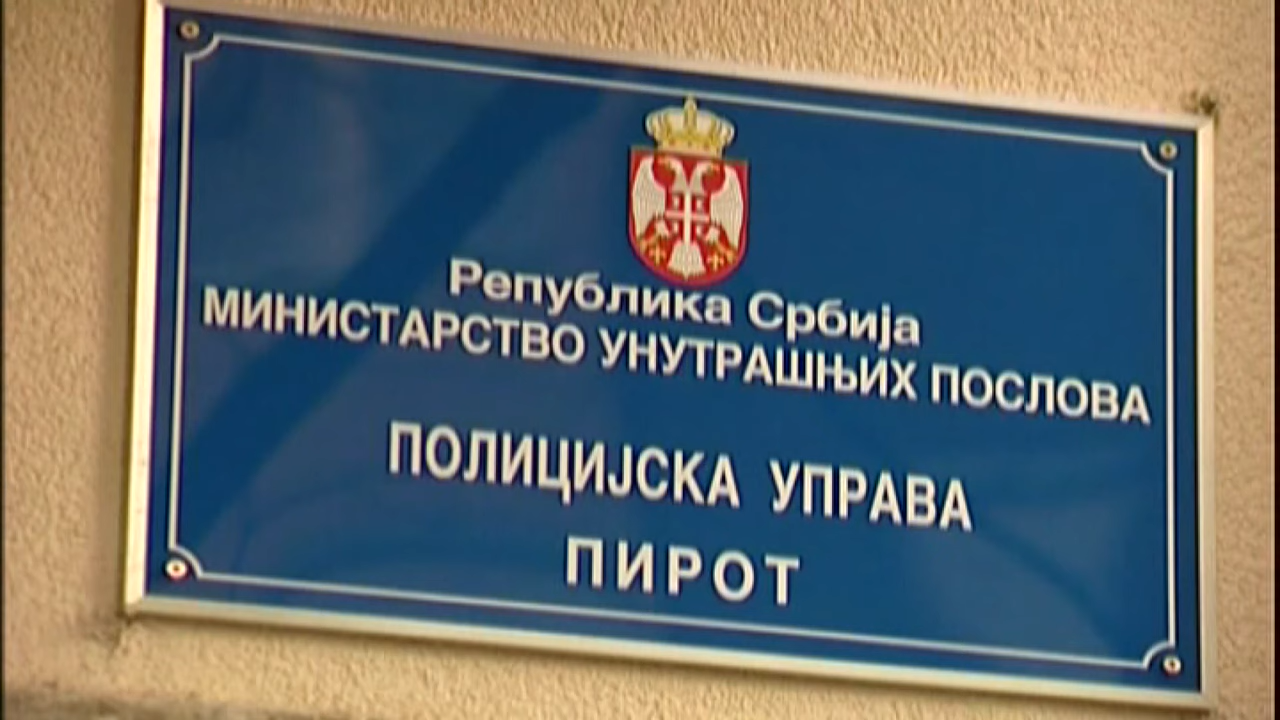 Република Србија
МИНИСТАРСТВО УНУТРАШЊИХ ПОСЛОВА
ПОЛИЦИЈСКА УПРАВА
ПИРОТ